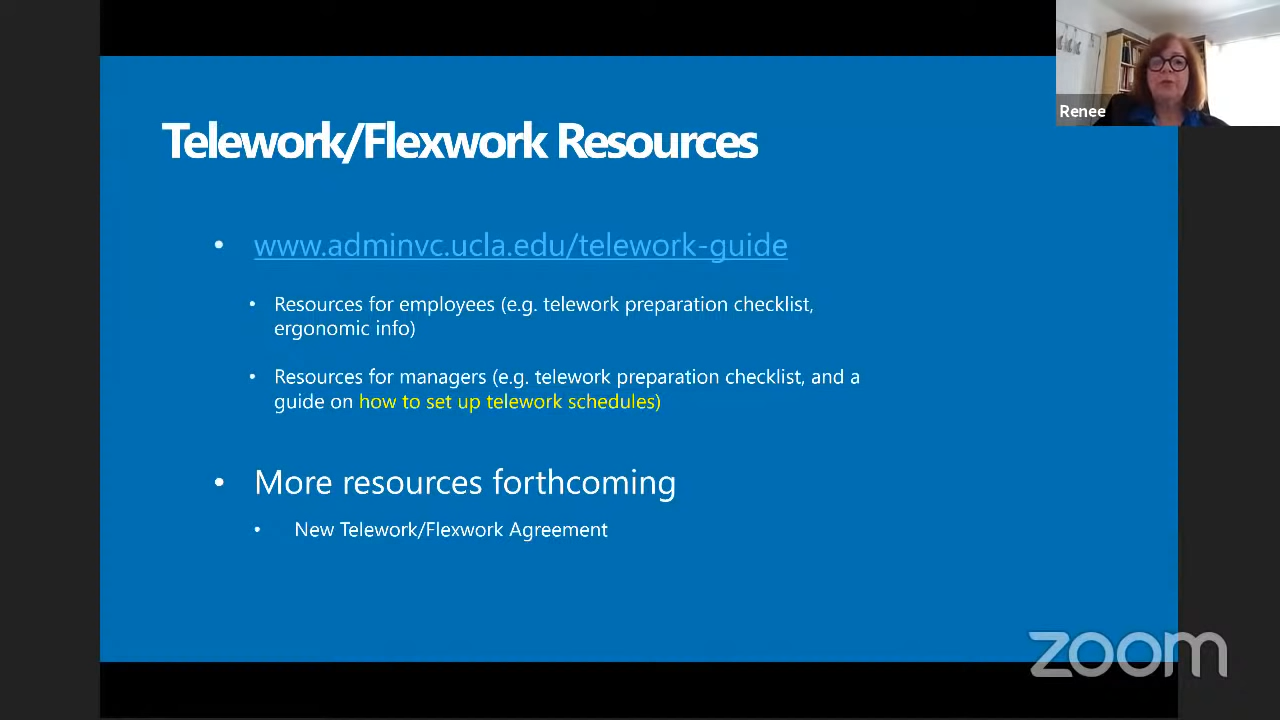 Renee
Telework/Flexwork Resources
• www.adminvc.ucla.edu/telework-guide
• Resources for employees (e.g. telework preparation checklist,
ergonomic info)
• Resources for managers (e.g. telework preparation checklist, and a
guide on how to set up telework schedules)
• More resources forthcoming
• New Telework/Flexwork Agreement
zoom